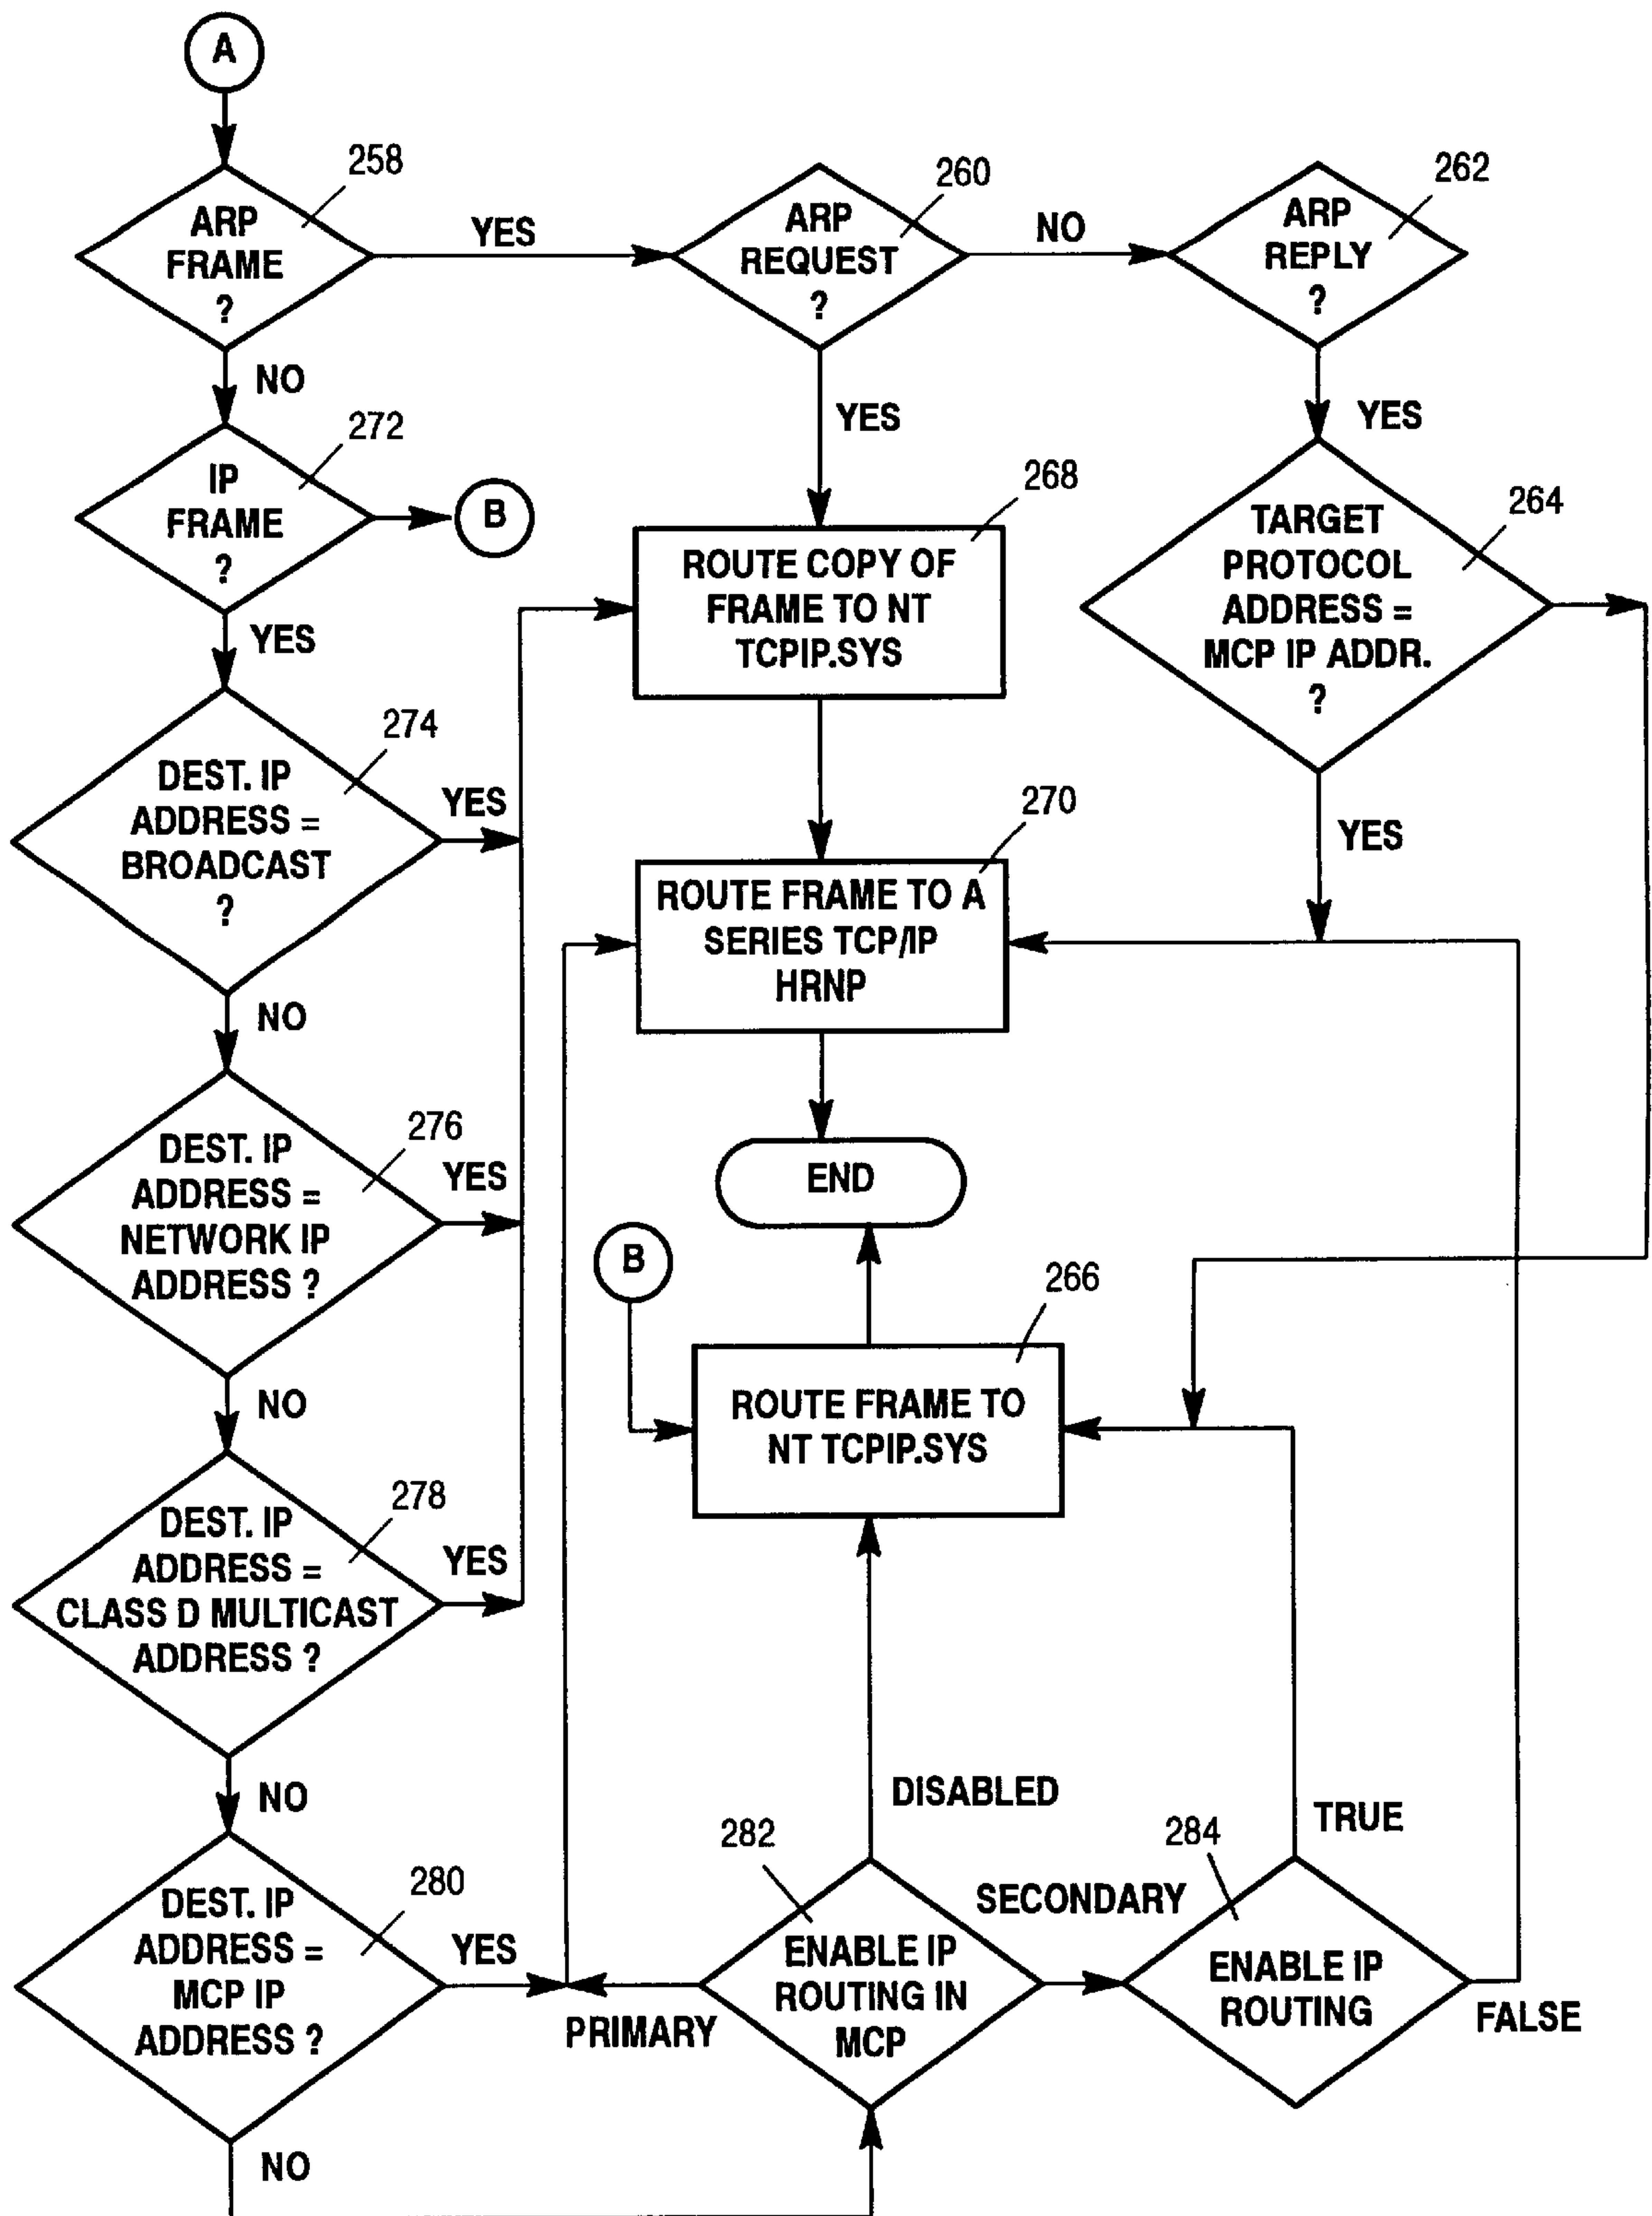 A
258
ARP
FRAME
?
YES
260
ARP
REQUEST
?
NO
262
ARP
REPLY
?
NO
272
IP
FRAME
?
B
YES
YES
268
ROUTE COPY OF
FRAME TO NT
TCPIP.SYS
YES
264
TARGET
PROTOCOL
ADDRESS =
MCP IP ADDR.
?
274
DEST. IP
ADDRESS =
BROADCAST
?
YES
270
ROUTE FRAME TO A
SERIES TCP/IP
HRNP
YES
NO
276
DEST. IP
ADDRESS =
NETWORK IP
ADDRESS ?
YES
END
B
266
ROUTE FRAME TO
NT TCPIP.SYS
NO
278
DEST. IP
ADDRESS =
CLASS D MULTICAST
ADDRESS ?
YES
NO
DISABLED
TRUE
280
DEST. IP
ADDRESS =
MCP IP
ADDRESS ?
YES
PRIMARY
282
ENABLE IP
ROUTING IN
MCP
SECONDARY
284
ENABLE IP
ROUTING
FALSE
NO